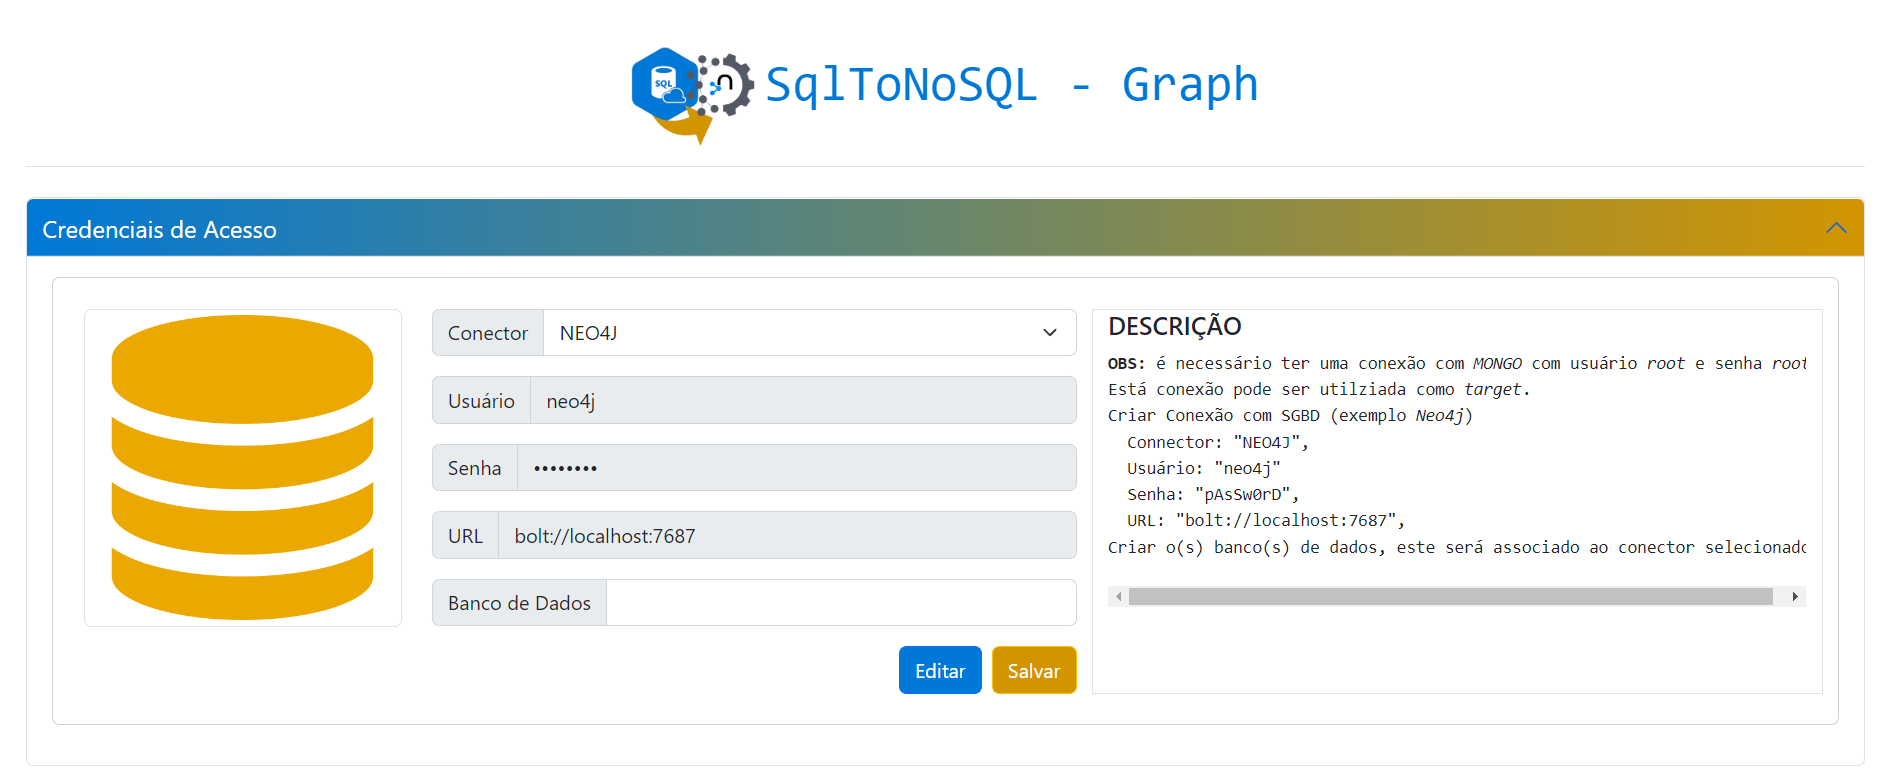 SQL
SqlToNoSQL - Graph
Credenciais de Acesso
Conector NEO4J
Usuário neo4j
Senha ••••••••
URL bolt://localhost:7687
Banco de Dados
Editar Salvar
DESCRIÇÃO
OBS: é necessário ter uma conexão com MONGO com usuário root e senha root
Está conexão pode ser utilziada como target.
Criar Conexão com SGBD (exemplo Neo4j)
Connector: "NEO4J",
Usuário: "neo4j"
Senha: "pAsSw0rD",
URL: "bolt://localhost:7687",
Criar o(s) banco(s) de dados, este será associado ao conector selecionado